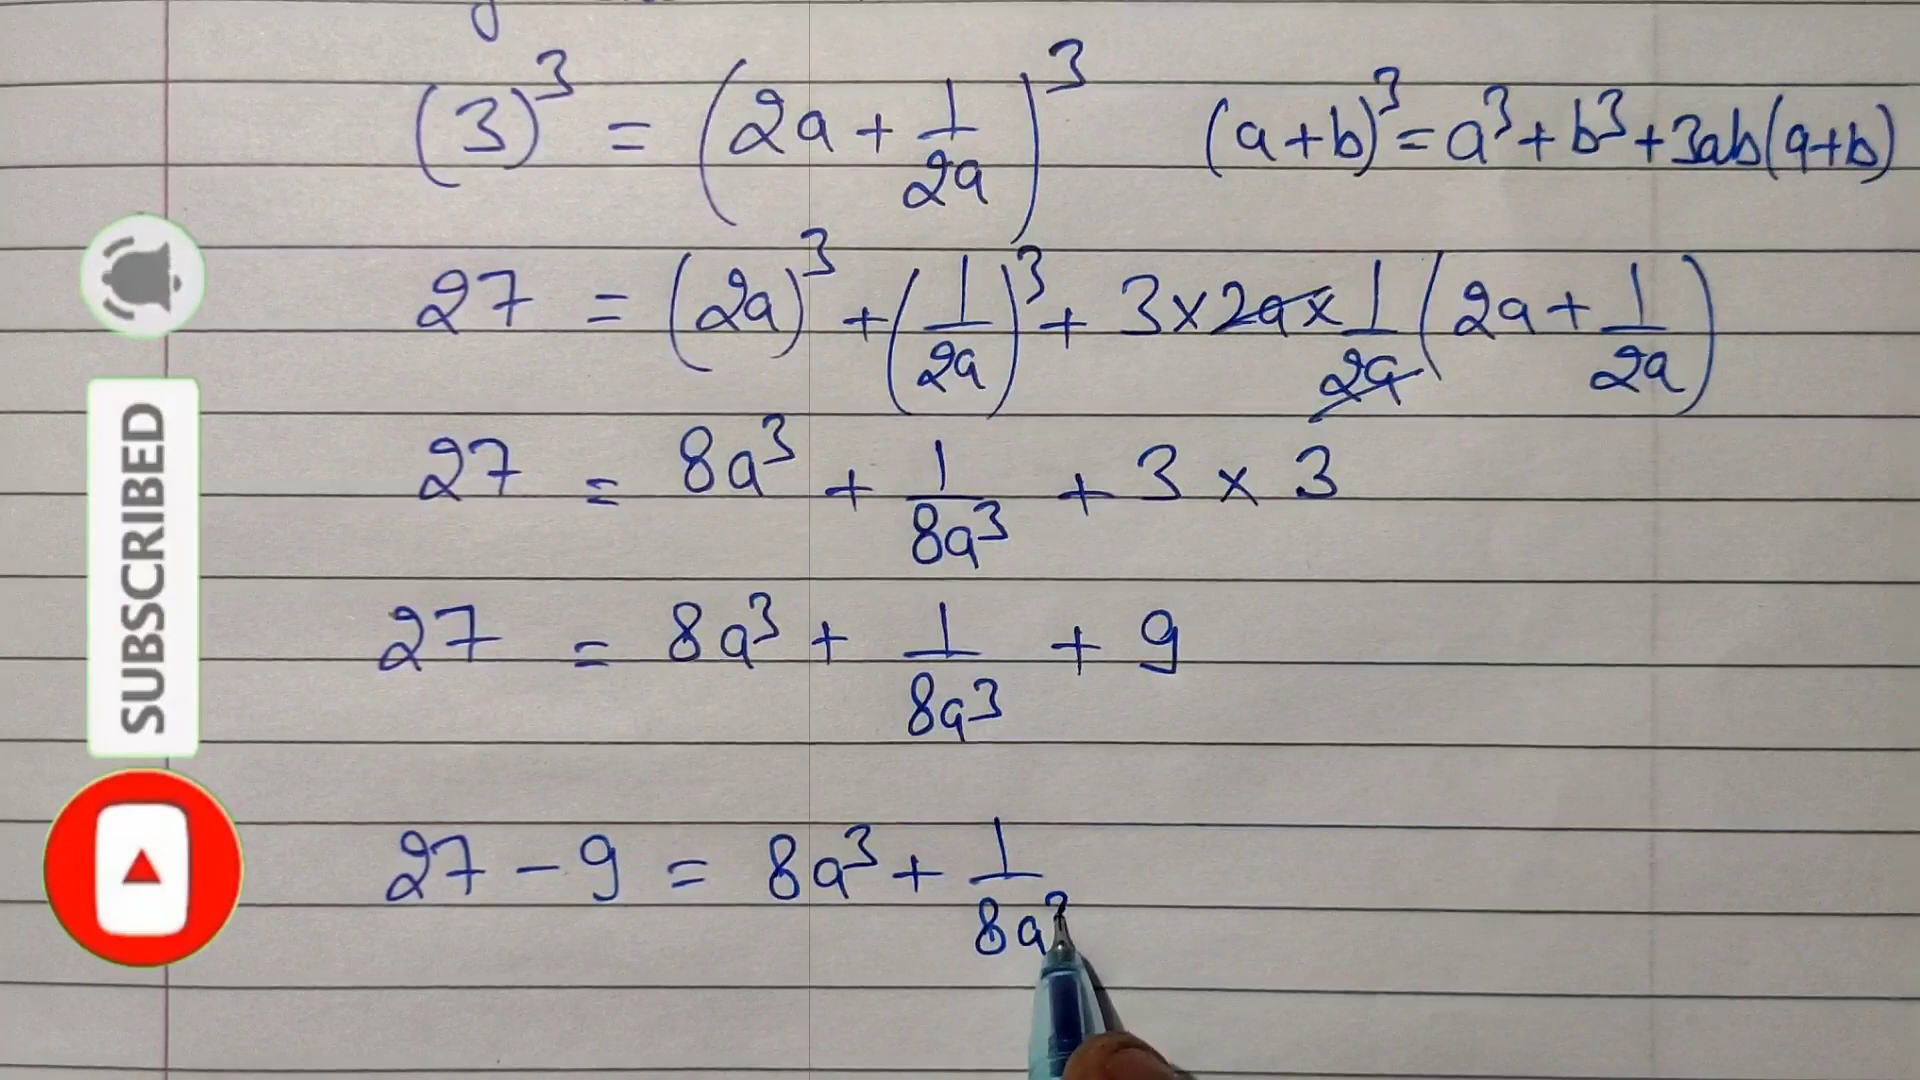 (3)³ = (2a + 1/2a)³ (a+b)³ = a³ + b³ + 3ab(a+b)
27 = (2a)³ + (1/2a)³ + 3 × 2a × 1/2a (2a + 1/2a)
27 = 8a³ + 1/8a³ + 3 × 3
27 = 8a³ + 1/8a³ + 9
27 - 9 = 8a³ + 1/8a³
SUBSCRIBED